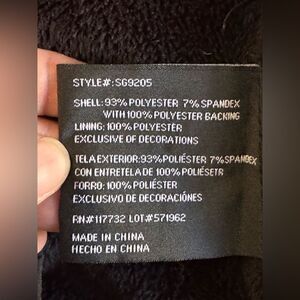 STYLE#: SG9205
SHELL: 93% POLYESTER 7% SPANDEX
WITH 100% POLYESTER BACKING
LINING: 100% POLYESTER
EXCLUSIVE OF DECORATIONS
TELA EXTERIOR: 93% POLIÉSTER 7% SPANDEX
CON ENTRETELA DE 100% POLIÉSETR
FORRO: 100% POLIÉSTER
EXCLUSIVO DE DECORACIÓNES
RN#117732 LOT#571962
MADE IN CHINA
HECHO EN CHINA